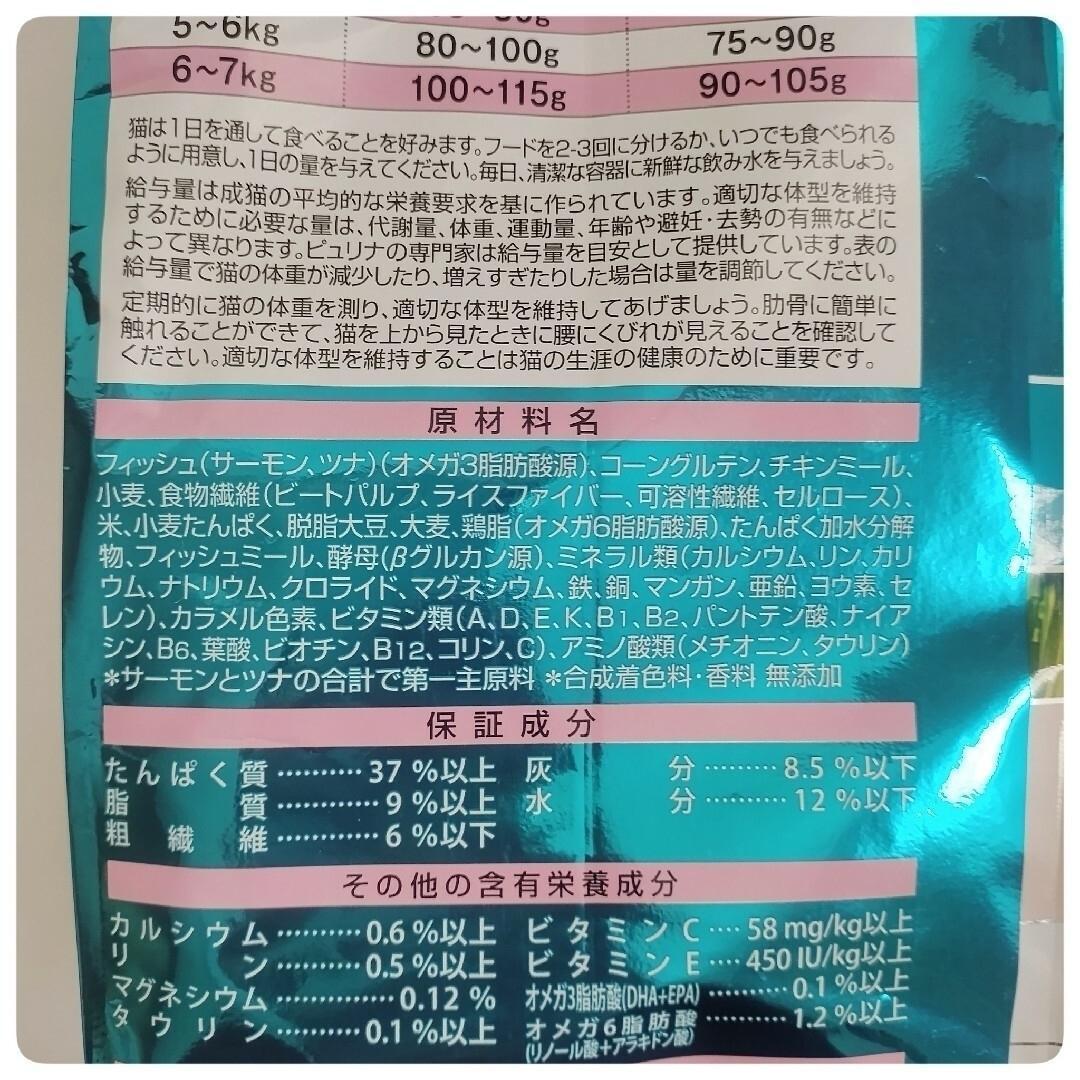 5~6kg 80~100g 75~90g
6~7kg 100~115g 90~105g
猫は1日を通して食べることを好みます。フードを2-3回に分けるか、いつでも食べられる
ように用意し、1日の量を与えてください。毎日、清潔な容器に新鮮な飲み水を与えましょう。
給与量は成猫の平均的な栄養要求を基に作られています。適切な体型を維持
するために必要な量は、代謝量、体重、運動量、年齢や避妊・去勢の有無などに
よって異なります。ピュリナの専門家は給与量を目安として提供しています。表の
給与量で猫の体重が減少したり、増えすぎたりした場合は量を調節してください。
定期的に猫の体重を測り、適切な体型を維持してあげましょう。肋骨に簡単に
触れることができて、猫を上から見たときに腰にくびれが見えることを確認して
ください。適切な体型を維持することは猫の生涯の健康のために重要です。
原材料名
フィッシュ(サーモン、ツナ)(オメガ3脂肪酸源)、コーングルテン、チキンミール、
小麦、食物繊維(ビートパルプ、ライスファイバー、可溶性繊維、セルロース)、
米、小麦たんぱく、脱脂大豆、大麦、鶏脂(オメガ6脂肪酸源)、たんぱく加水分解
物、フィッシュミール、酵母(βグルカン源)、ミネラル類(カルシウム、リン、カリ
ウム、ナトリウム、クロライド、マグネシウム、鉄、銅、マンガン、亜鉛、ヨウ素、セ
レン)、カラメル色素、ビタミン類(A、D、E、K、B1、B2、パントテン酸、ナイア
シン、B6、葉酸、ビオチン、B12、コリン、C)、アミノ酸類(メチオニン、タウリン)
*サーモンとツナの合計で第一主原料 *合成着色料・香料 無添加
保証成分
たんぱく質 ………… 37 %以上 灰分 ……… 8.5 %以下
脂質 ………… 9 %以上 水分 ……… 12 %以下
粗繊維 ………… 6 %以下
その他の含有栄養成分
カルシウム ………… 0.6 %以上 ビタミンC …. 58 mg/kg以上
リン ………… 0.5 %以上 ビタミンE …. 450 IU/kg以上
マグネシウム ………… 0.12 % オメガ3脂肪酸(DHA+EPA) ……… 0.1 %以上
タウリン ………… 0.1 %以上 オメガ6脂肪酸 ……… 1.2 %以上
(リノール酸+アラキドン酸)